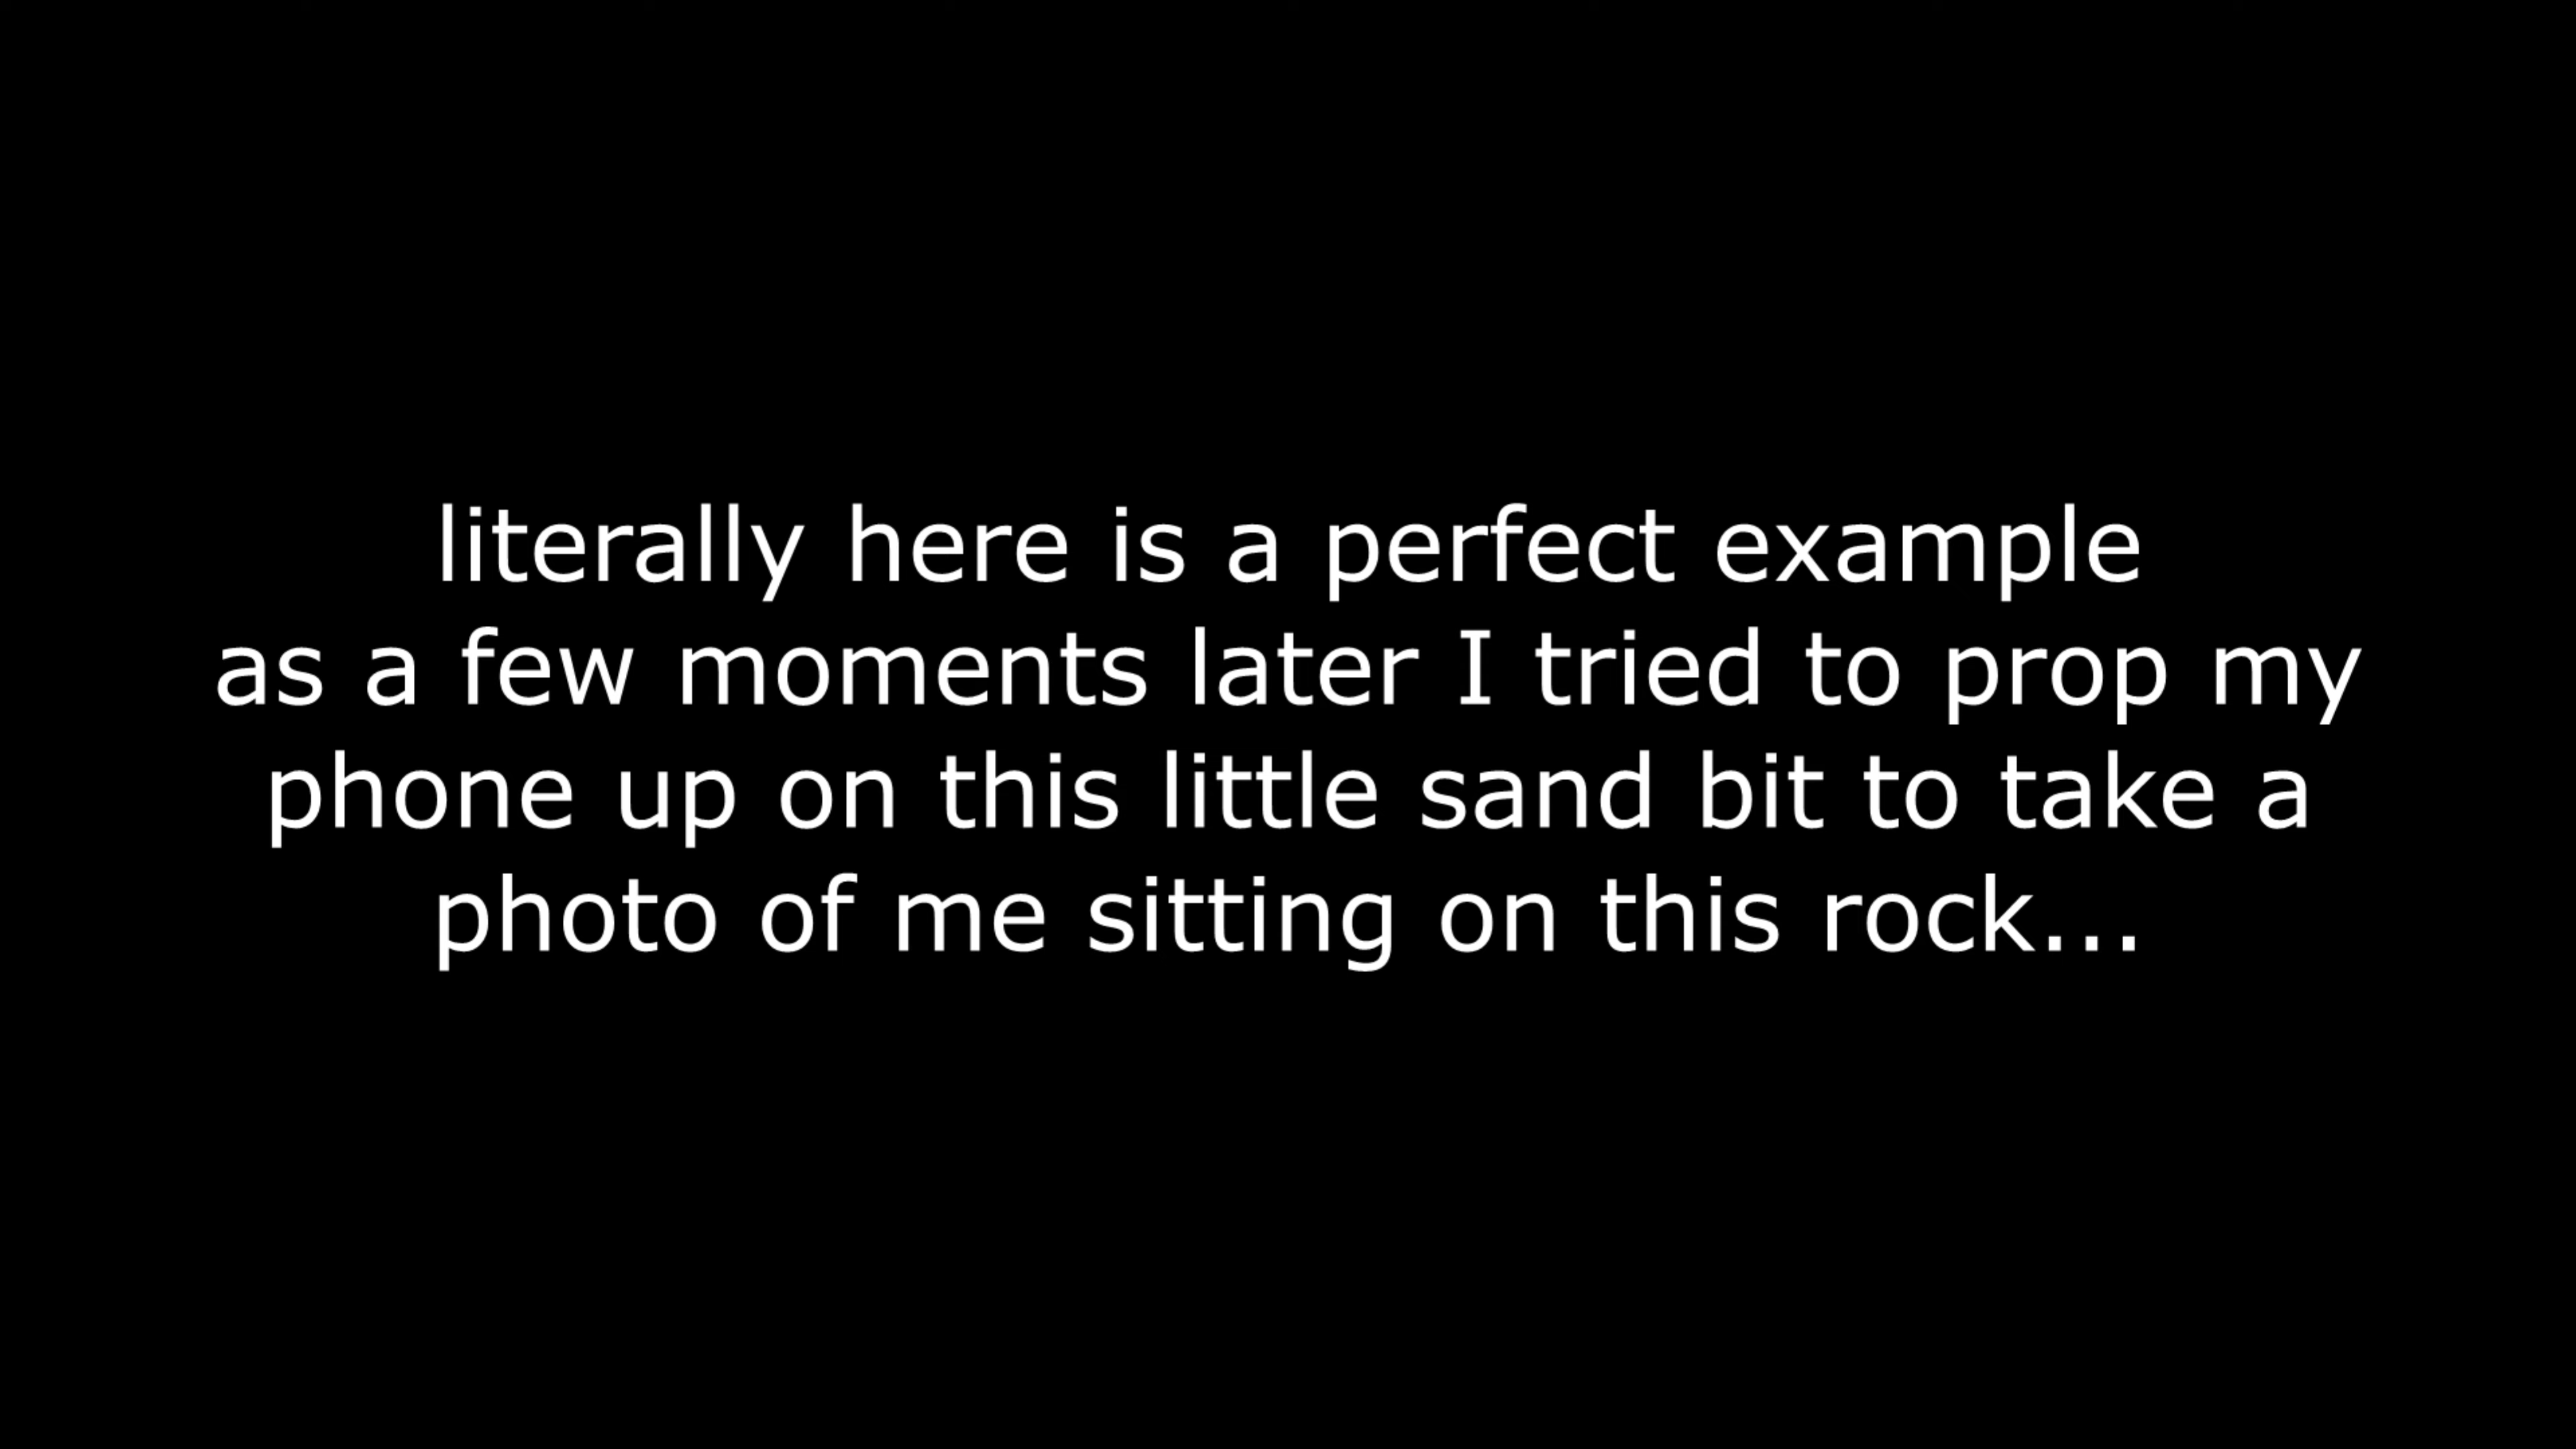 literally here is a perfect example
as a few moments later I tried to prop my
phone up on this little sand bit to take a
photo of me sitting on this rock...